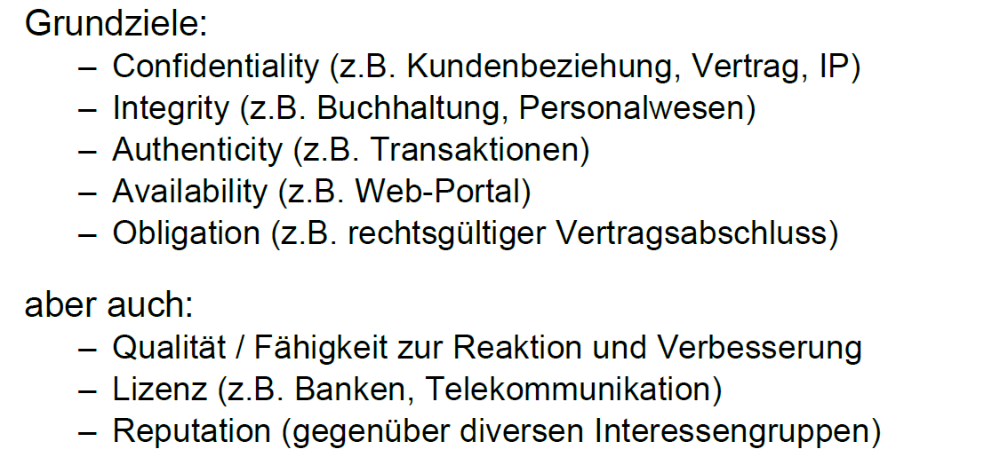 Grundziele:
– Confidentiality (z.B. Kundenbeziehung, Vertrag, IP)
– Integrity (z.B. Buchhaltung, Personalwesen)
– Authenticity (z.B. Transaktionen)
– Availability (z.B. Web-Portal)
– Obligation (z.B. rechtsgültiger Vertragsabschluss)
aber auch:
– Qualität / Fähigkeit zur Reaktion und Verbesserung
– Lizenz (z.B. Banken, Telekommunikation)
– Reputation (gegenüber diversen Interessengruppen)